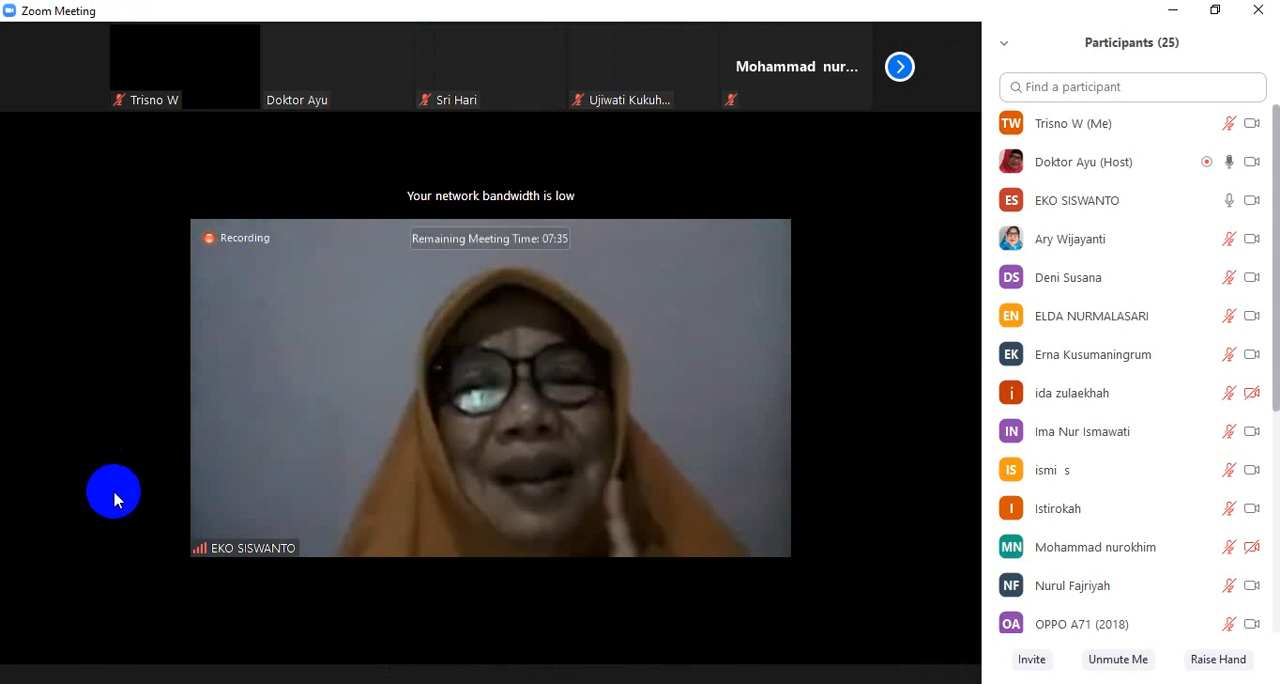 Zoom Meeting
Trisno W
Doktor Ayu
Sri Hari
Ujiwati Kukuh...
Mohammad nur...
Your network bandwidth is low
Recording
Remaining Meeting Time: 07:35
EKO SISWANTO
Participants (25)
Find a participant
TW Trisno W (Me)
Doktor Ayu (Host)
ES EKO SISWANTO
Ary Wijayanti
DS Deni Susana
EN ELDA NURMALASARI
EK Erna Kusumaningrum
i ida zulaekhah
IN Ima Nur Ismawati
IS ismi s
I Istirokah
MN Mohammad nurokhim
NF Nurul Fajriyah
OA OPPO A71 (2018)
Invite Unmute Me Raise Hand